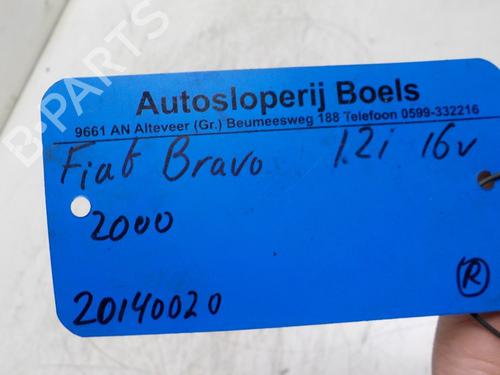 Autosloperij Boels
9661 AN Alteveer (Gr.) Beumeesweg 188 Telefoon 0599-332216
Fiat Bravo 1.2i 16v
2000
20140020
R
B-PARTS